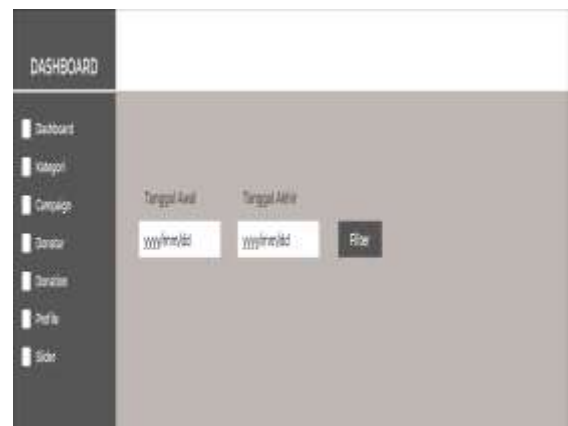 DASHBOARD
Dashboard
Kategori
Campaign
Donatur
Donation
Profile
Slider
Tanggal Awal
Tanggal Akhir
yyyy/mm/dd
yyyy/mm/dd
Filter